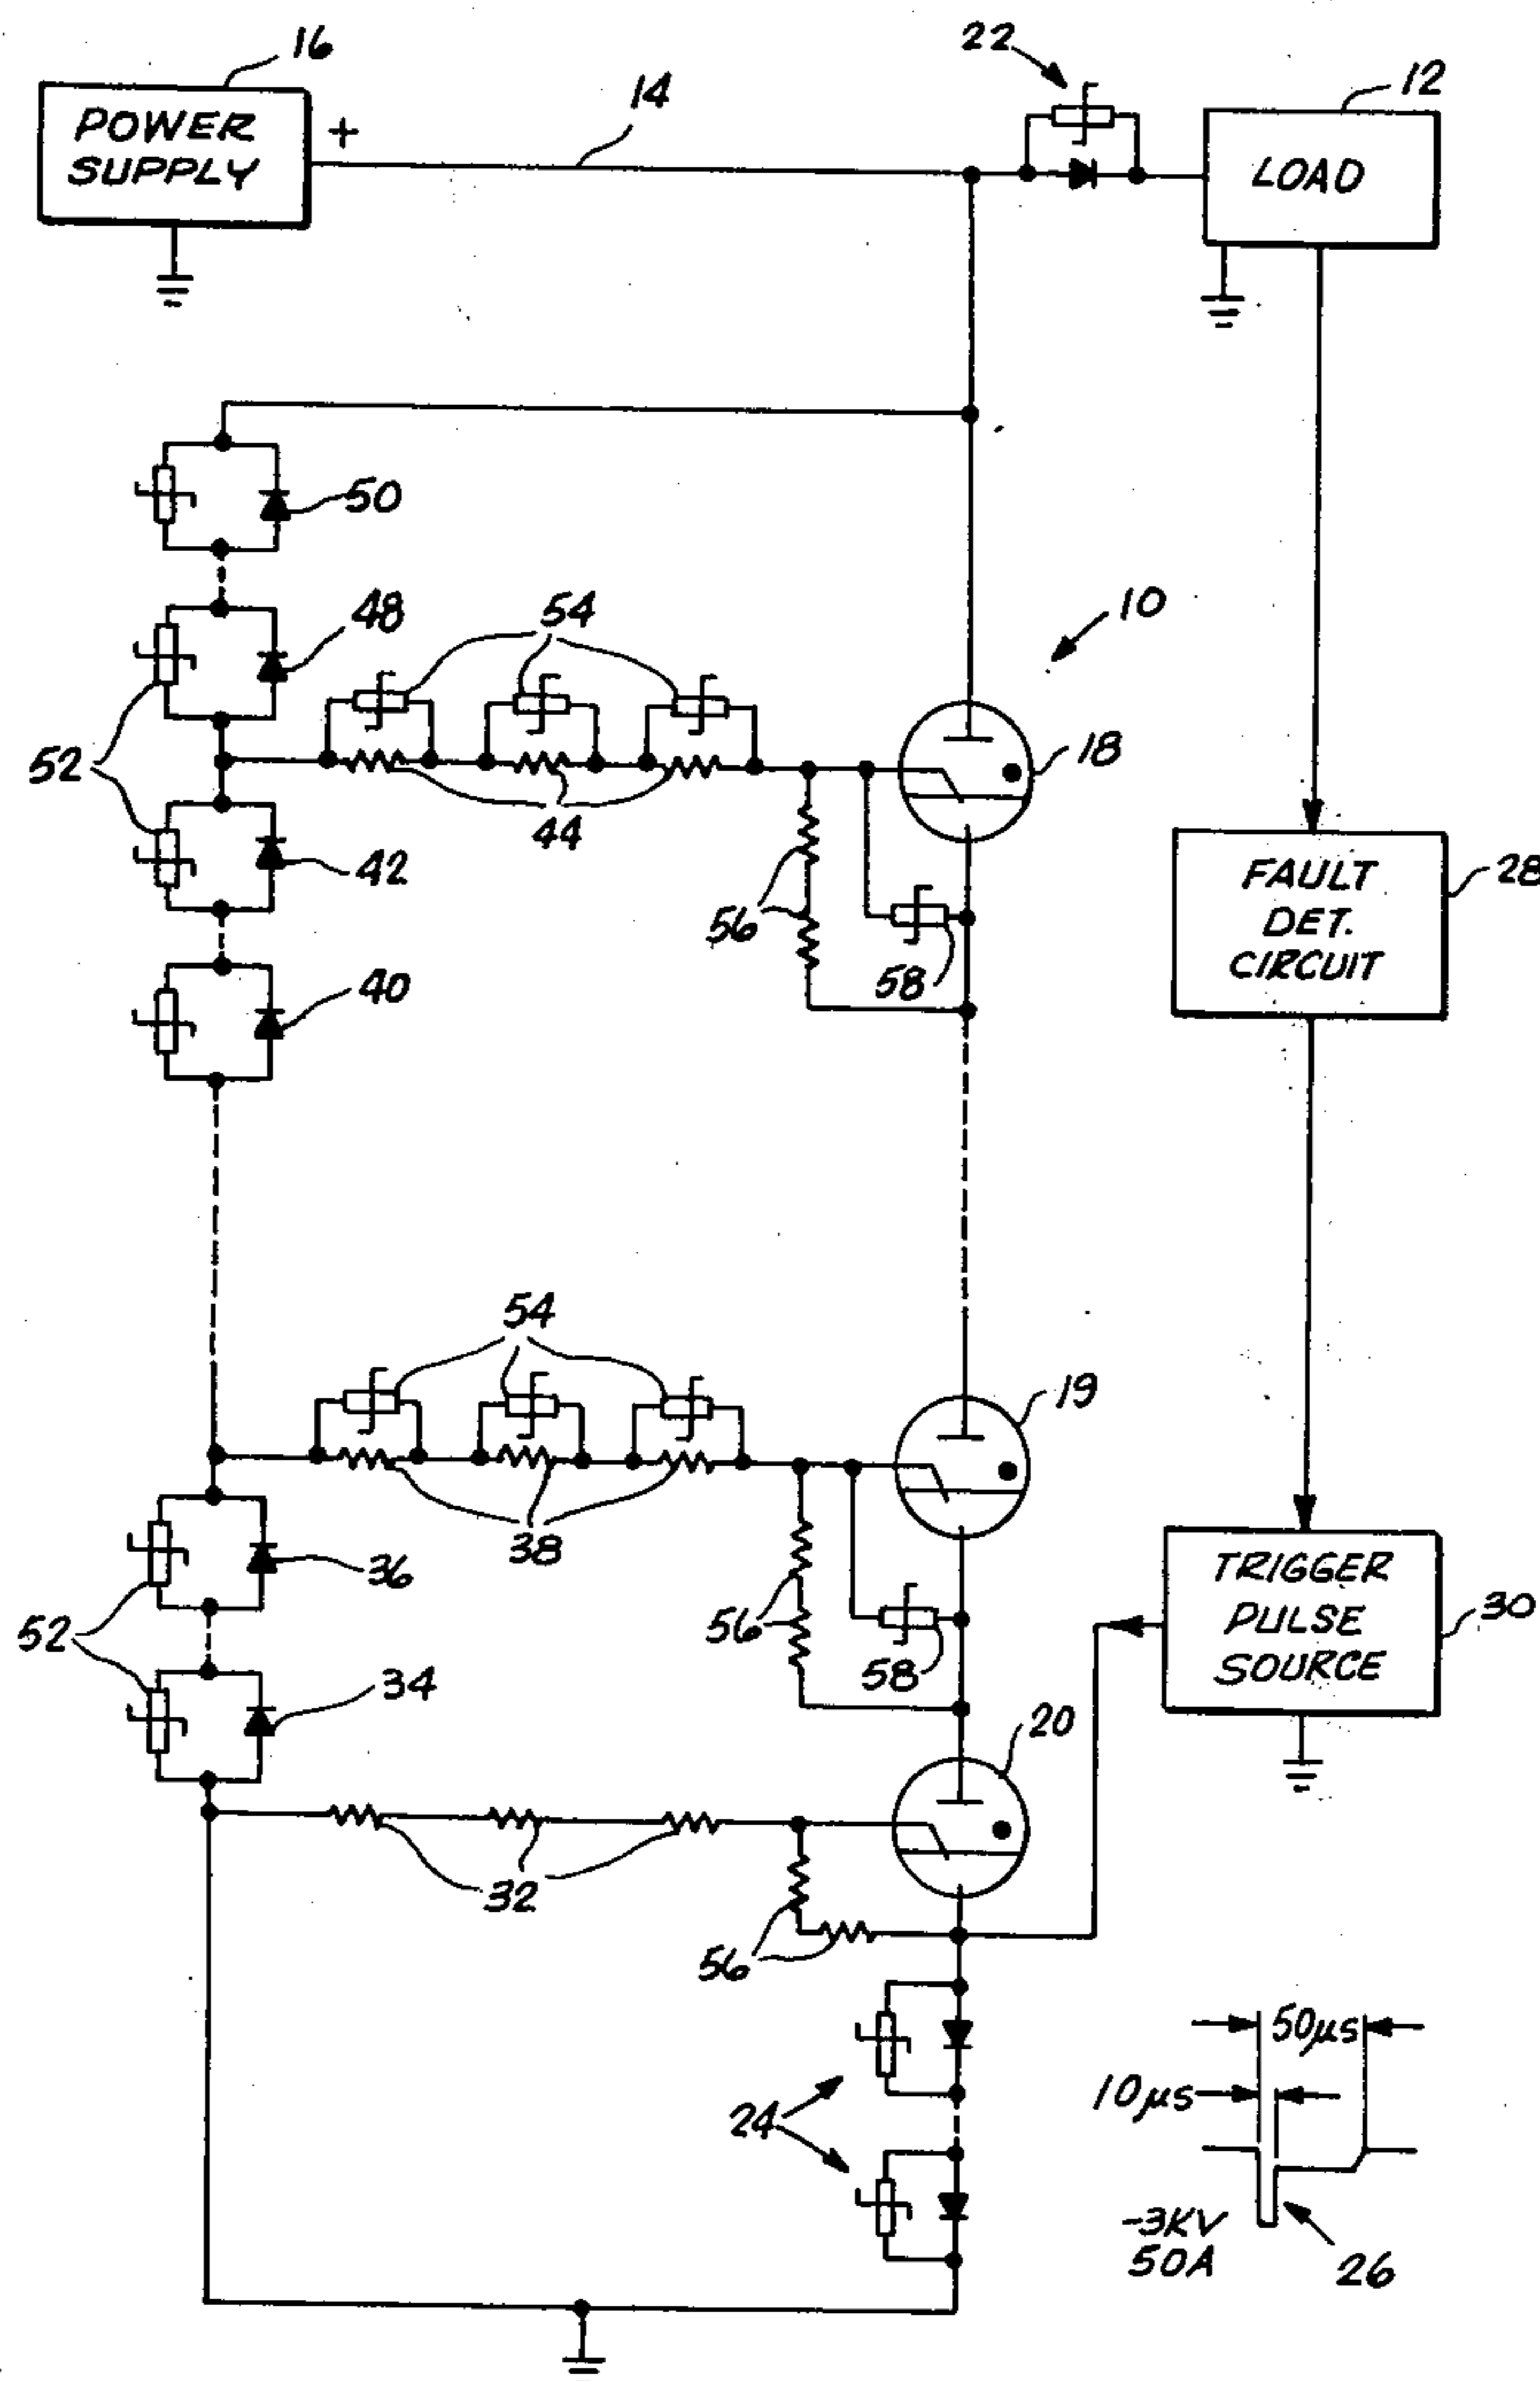 16
22
12
14
POWER
SUPPLY
+
LOAD
50
48
54
10
52
18
44
42
56
58
28
FAULT
DET.
CIRCUIT
40
54
19
38
36
56
58
52
34
20
TRIGGER
PULSE
SOURCE
30
32
56
24
50μs
10μs
-3KV
50A
26